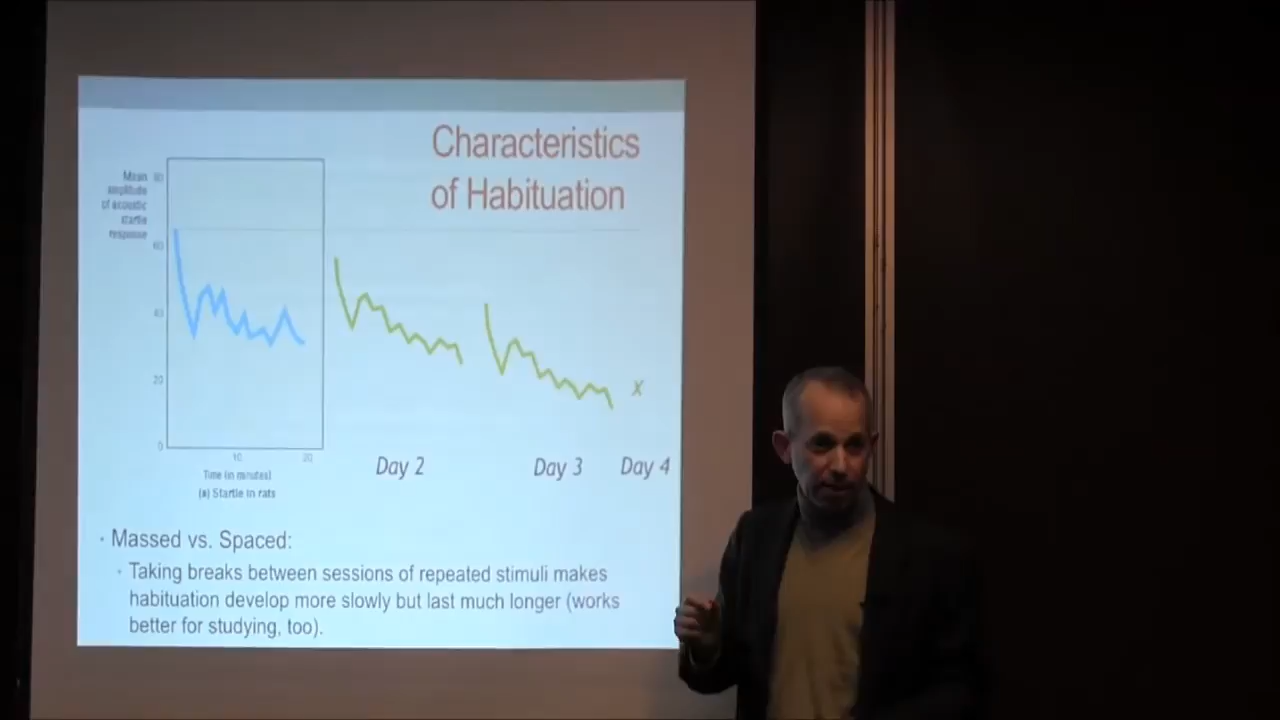 Characteristics
of Habituation
Mean
amplitude
of acoustic
startle
response
80
60
40
20
0
10 20
Time (in minutes)
(a) Startle in rats
x
Day 2 Day 3 Day 4
· Massed vs. Spaced:
· Taking breaks between sessions of repeated stimuli makes
habituation develop more slowly but last much longer (works
better for studying, too).